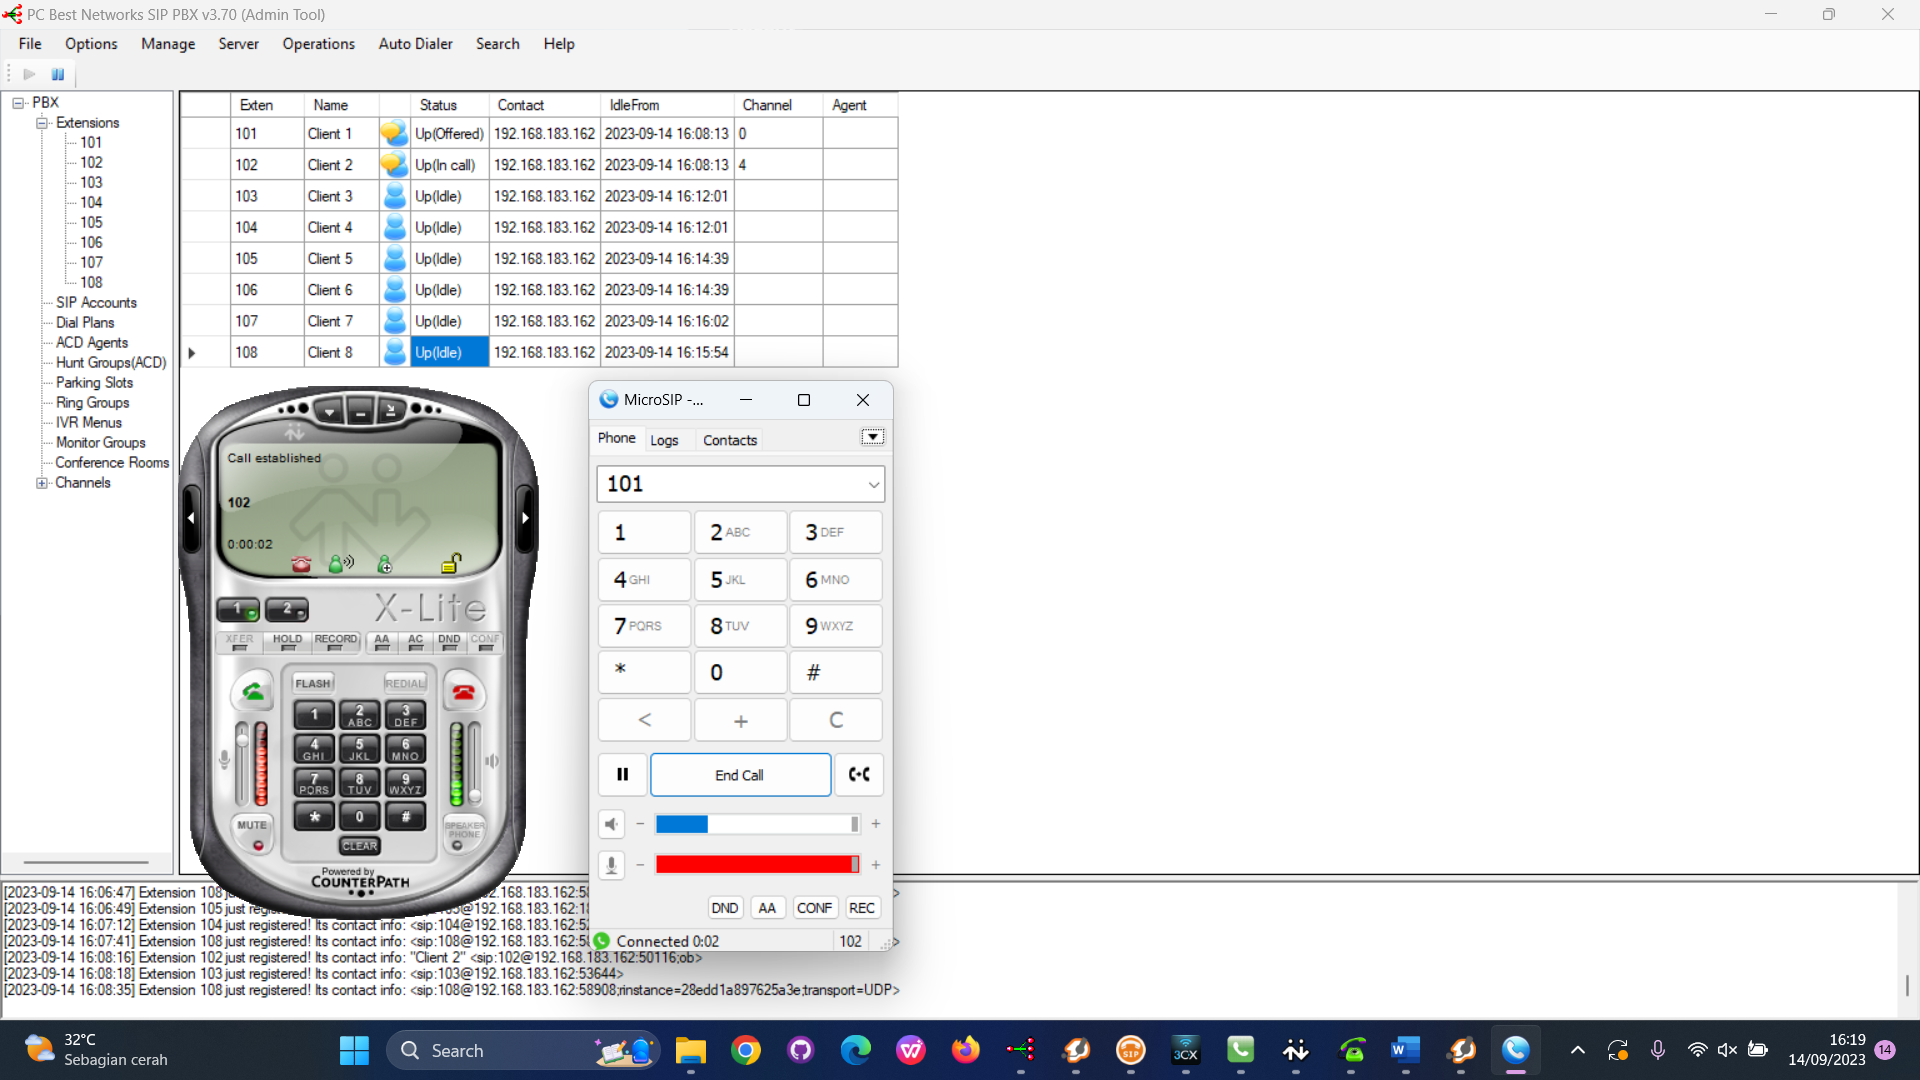 PC Best Networks SIP PBX v3.70 (Admin Tool)
File Options Manage Server Operations Auto Dialer Search Help
PBX
Extensions
101
102
103
104
105
106
107
108
SIP Accounts
Dial Plans
ACD Agents
Hunt Groups(ACD)
Parking Slots
Ring Groups
IVR Menus
Monitor Groups
Conference Rooms
Channels
Exten Name Status Contact IdleFrom Channel Agent
101 Client 1 Up(Offered) 192.168.183.162 2023-09-14 16:08:13 0
102 Client 2 Up(In call) 192.168.183.162 2023-09-14 16:08:13 4
103 Client 3 Up(Idle) 192.168.183.162 2023-09-14 16:12:01
104 Client 4 Up(Idle) 192.168.183.162 2023-09-14 16:12:01
105 Client 5 Up(Idle) 192.168.183.162 2023-09-14 16:14:39
106 Client 6 Up(Idle) 192.168.183.162 2023-09-14 16:14:39
107 Client 7 Up(Idle) 192.168.183.162 2023-09-14 16:16:02
108 Client 8 Up(Idle) 192.168.183.162 2023-09-14 16:15:54
Call established
102
0:00:02
1 2 X-Lite
XFER HOLD RECORD AA AC DND CONF
FLASH REDIAL
1 2 ABC 3 DEF
4 GHI 5 JKL 6 MNO
7 PQRS 8 TUV 9 WXYZ
* 0 #
MUTE CLEAR SPEAKER PHONE
Powered by
COUNTERPATH
MicroSIP -...
Phone Logs Contacts
101
1 2 ABC 3 DEF
4 GHI 5 JKL 6 MNO
7 PQRS 8 TUV 9 WXYZ
* 0 #
< + C
End Call
- +
- +
DND AA CONF REC
Connected 0:02 102
[2023-09-14 16:06:47] Extension 108 2.168.183.162:58 >
[2023-09-14 16:06:49] Extension 105 just registered! @192.168.183.162:18
[2023-09-14 16:07:12] Extension 104 just registered! Its contact info: <sip:104@192.168.183.162:52
[2023-09-14 16:07:41] Extension 108 just registered! Its contact info: <sip:108@192.168.183.162:58 >
[2023-09-14 16:08:16] Extension 102 just registered! Its contact info: "Client 2" <sip:102@192.168.183.162:50116;ob>
[2023-09-14 16:08:18] Extension 103 just registered! Its contact info: <sip:103@192.168.183.162:53644>
[2023-09-14 16:08:35] Extension 108 just registered! Its contact info: <sip:108@192.168.183.162:58908;rinstance=28edd1a897625a3e;transport=UDP>
32°C
Sebagian cerah
Search
SIP
3CX
16:19
14/09/2023
14